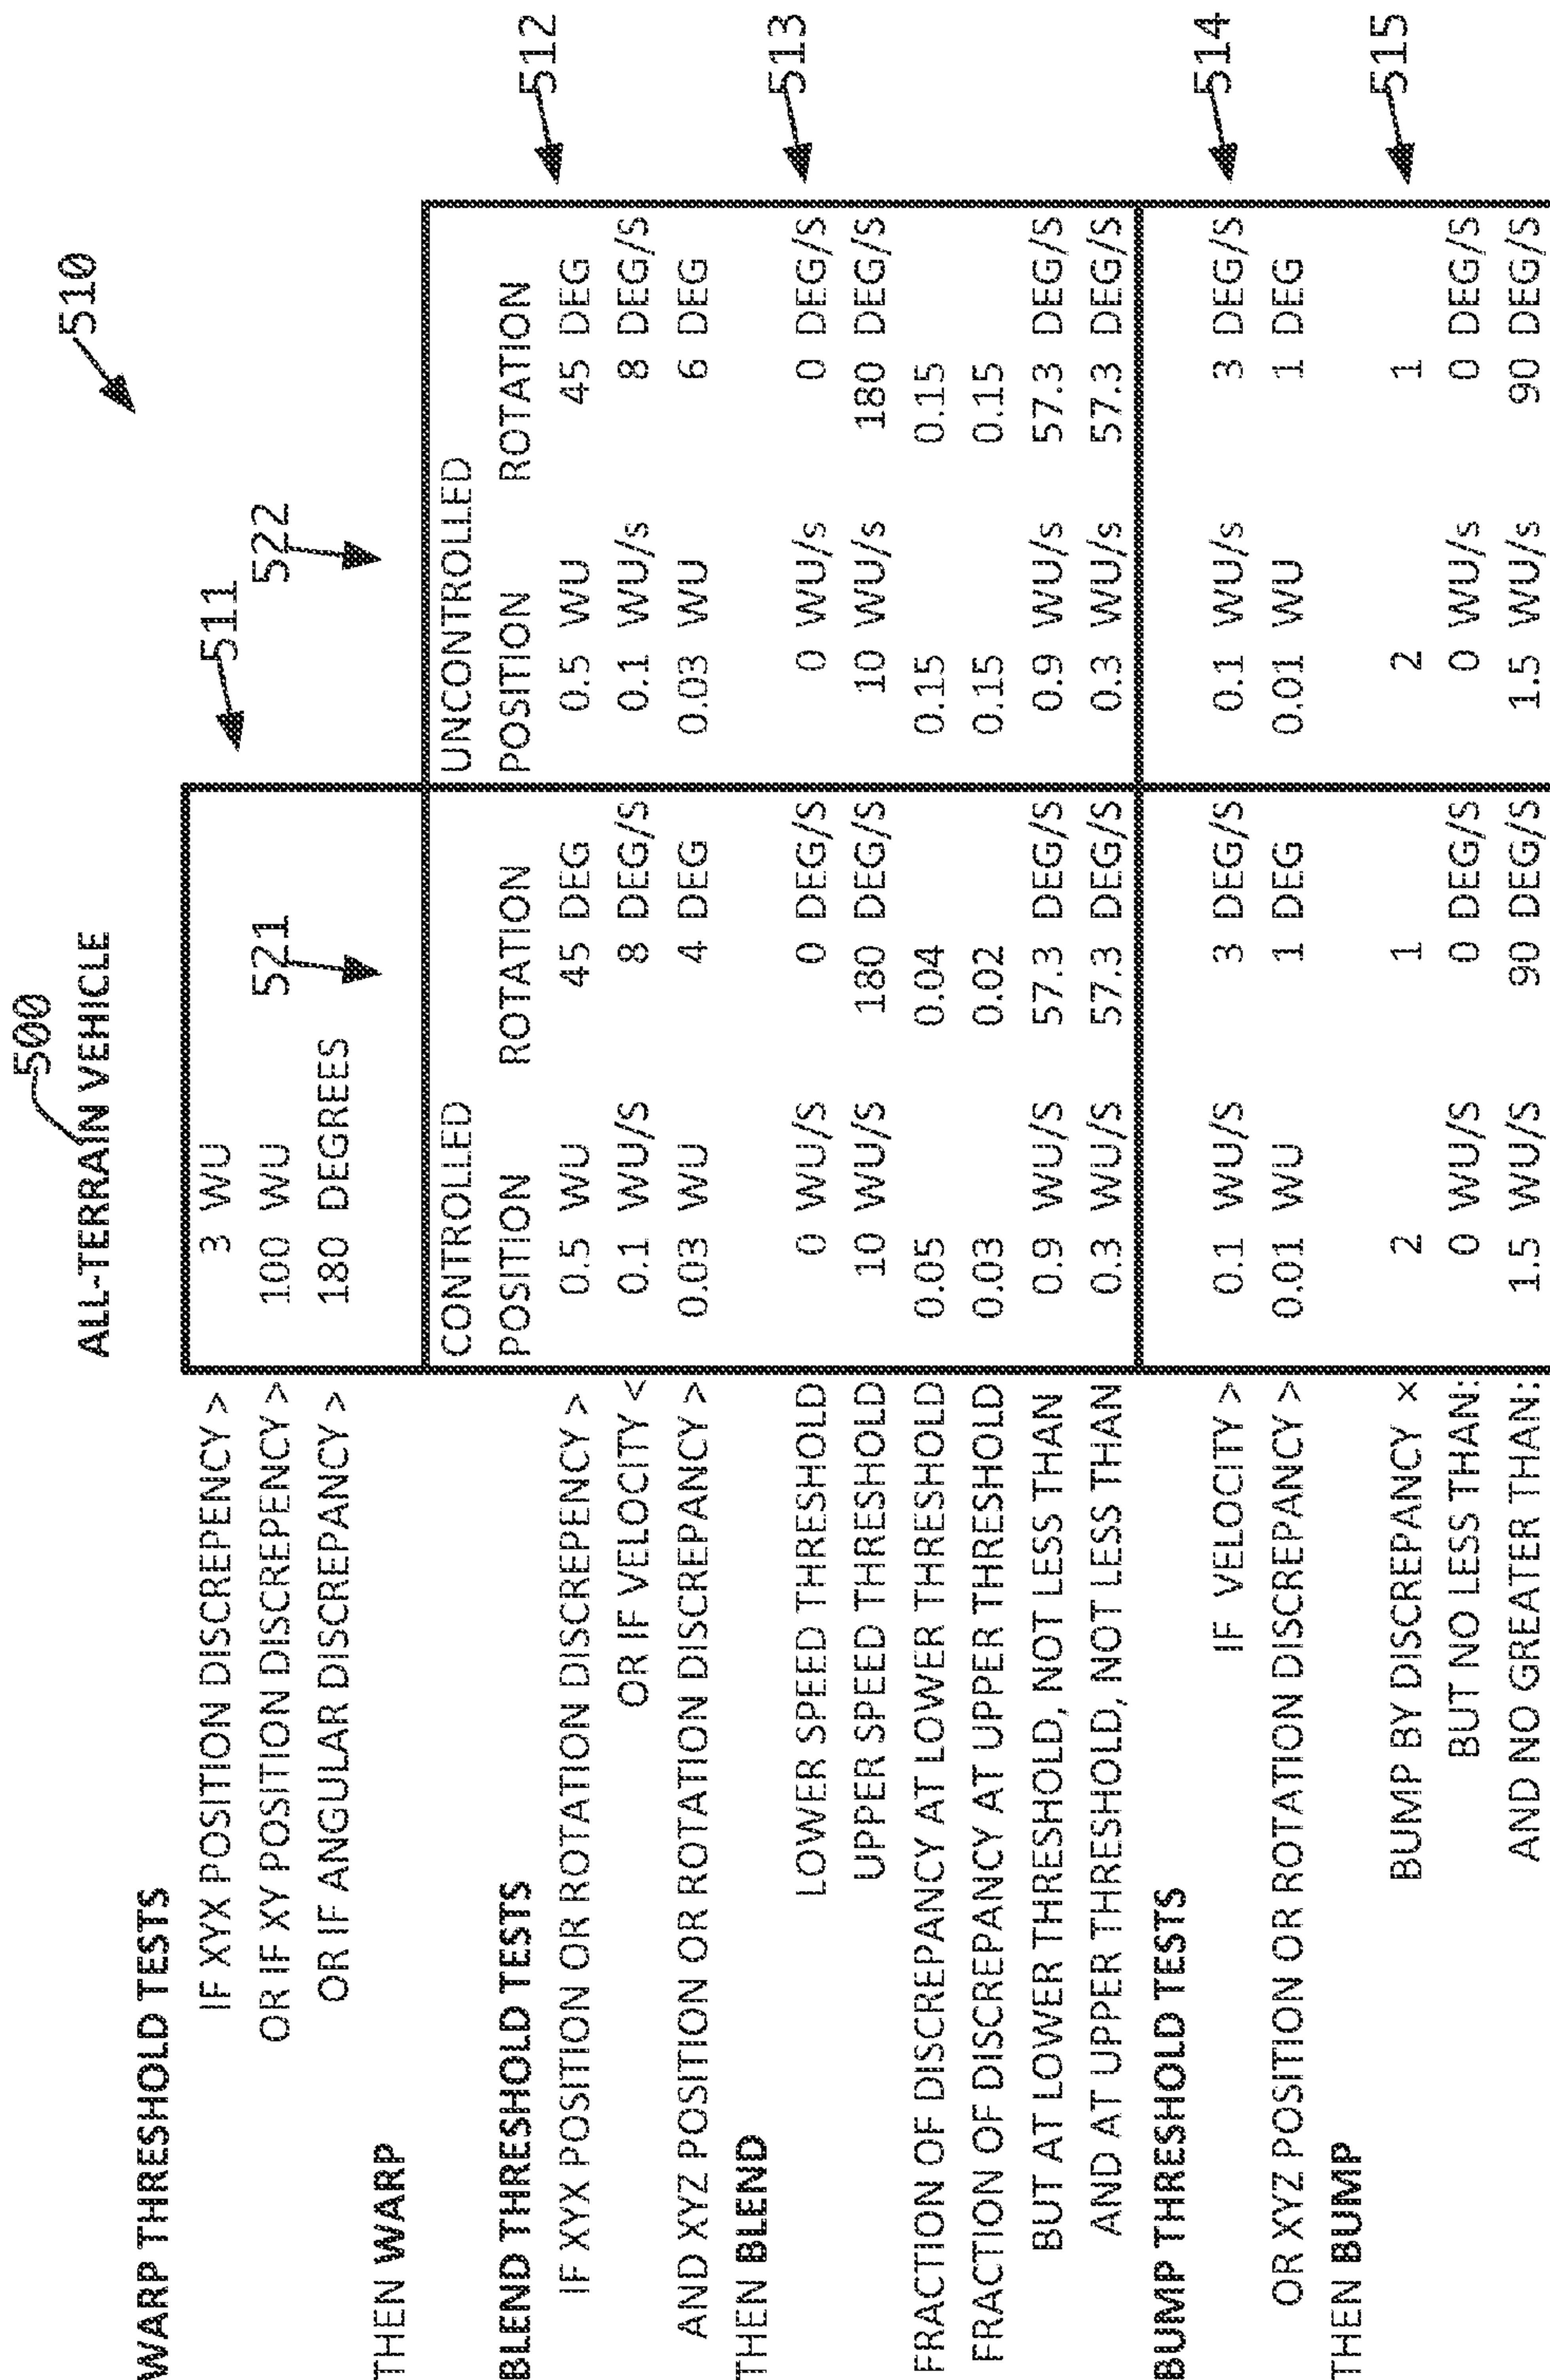 500
ALL-TERRAIN VEHICLE
510
WARP THRESHOLD TESTS
IF XYX POSITION DISCREPENCY > 3 WU
511
OR IF XY POSITION DISCREPENCY > 100 WU
521
522
OR IF ANGULAR DISCREPANCY > 180 DEGREES
THEN WARP
CONTROLLED UNCONTROLLED
BLEND THRESHOLD TESTS POSITION ROTATION POSITION ROTATION
512
IF XYX POSITION OR ROTATION DISCREPENCY > 0.5 WU 45 DEG 0.5 WU 45 DEG
OR IF VELOCITY < 0.1 WU/S 8 DEG/S 0.1 WU/s 8 DEG/S
AND XYZ POSITION OR ROTATION DISCREPANCY > 0.03 WU 4 DEG 0.03 WU 6 DEG
THEN BLEND
513
LOWER SPEED THRESHOLD 0 WU/S 0 DEG/S 0 WU/s 0 DEG/S
UPPER SPEED THRESHOLD 10 WU/S 180 DEG/S 10 WU/s 180 DEG/S
FRACTION OF DISCREPANCY AT LOWER THRESHOLD 0.05 0.04 0.15 0.15
FRACTION OF DISCREPANCY AT UPPER THRESHOLD 0.03 0.02 0.15 0.15
BUT AT LOWER THRESHOLD, NOT LESS THAN 0.9 WU/S 57.3 DEG/S 0.9 WU/s 57.3 DEG/S
AND AT UPPER THRESHOLD, NOT LESS THAN 0.3 WU/S 57.3 DEG/S 0.3 WU/s 57.3 DEG/S
BUMP THRESHOLD TESTS
514
IF VELOCITY > 0.1 WU/S 3 DEG/S 0.1 WU/s 3 DEG/S
OR XYZ POSITION OR ROTATION DISCREPANCY > 0.01 WU 1 DEG 0.01 WU 1 DEG
THEN BUMP
515
BUMP BY DISCREPANCY × 2 1 2 1
BUT NO LESS THAN: 0 WU/S 0 DEG/S 0 WU/s 0 DEG/S
AND NO GREATER THAN: 1.5 WU/S 90 DEG/S 1.5 WU/s 90 DEG/S